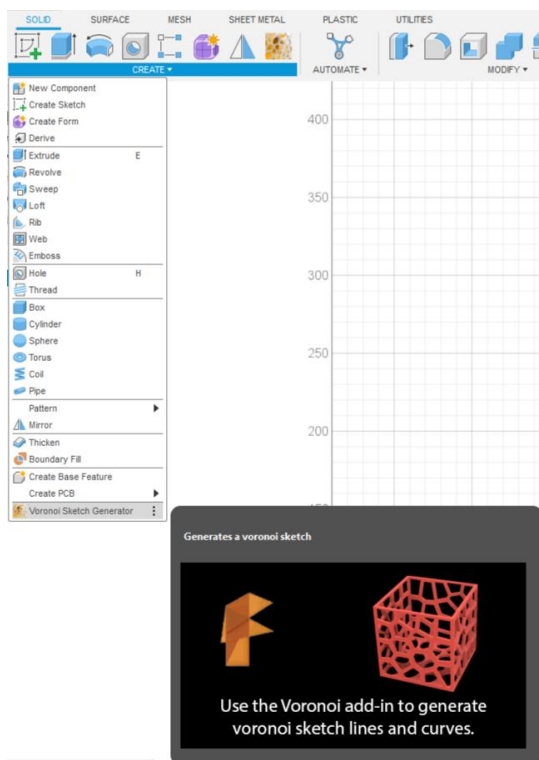 SOLID SURFACE MESH SHEET METAL PLASTIC UTILITIES
CREATE AUTOMATE MODIFY
New Component
Create Sketch
Create Form
Derive
Extrude E
Revolve
Sweep
Loft
Rib
Web
Emboss
Hole H
Thread
Box
Cylinder
Sphere
Torus
Coil
Pipe
Pattern
Mirror
Thicken
Boundary Fill
Create Base Feature
Create PCB
Voronoi Sketch Generator
400
350
300
250
200
Generates a voronoi sketch
Use the Voronoi add-in to generate
voronoi sketch lines and curves.